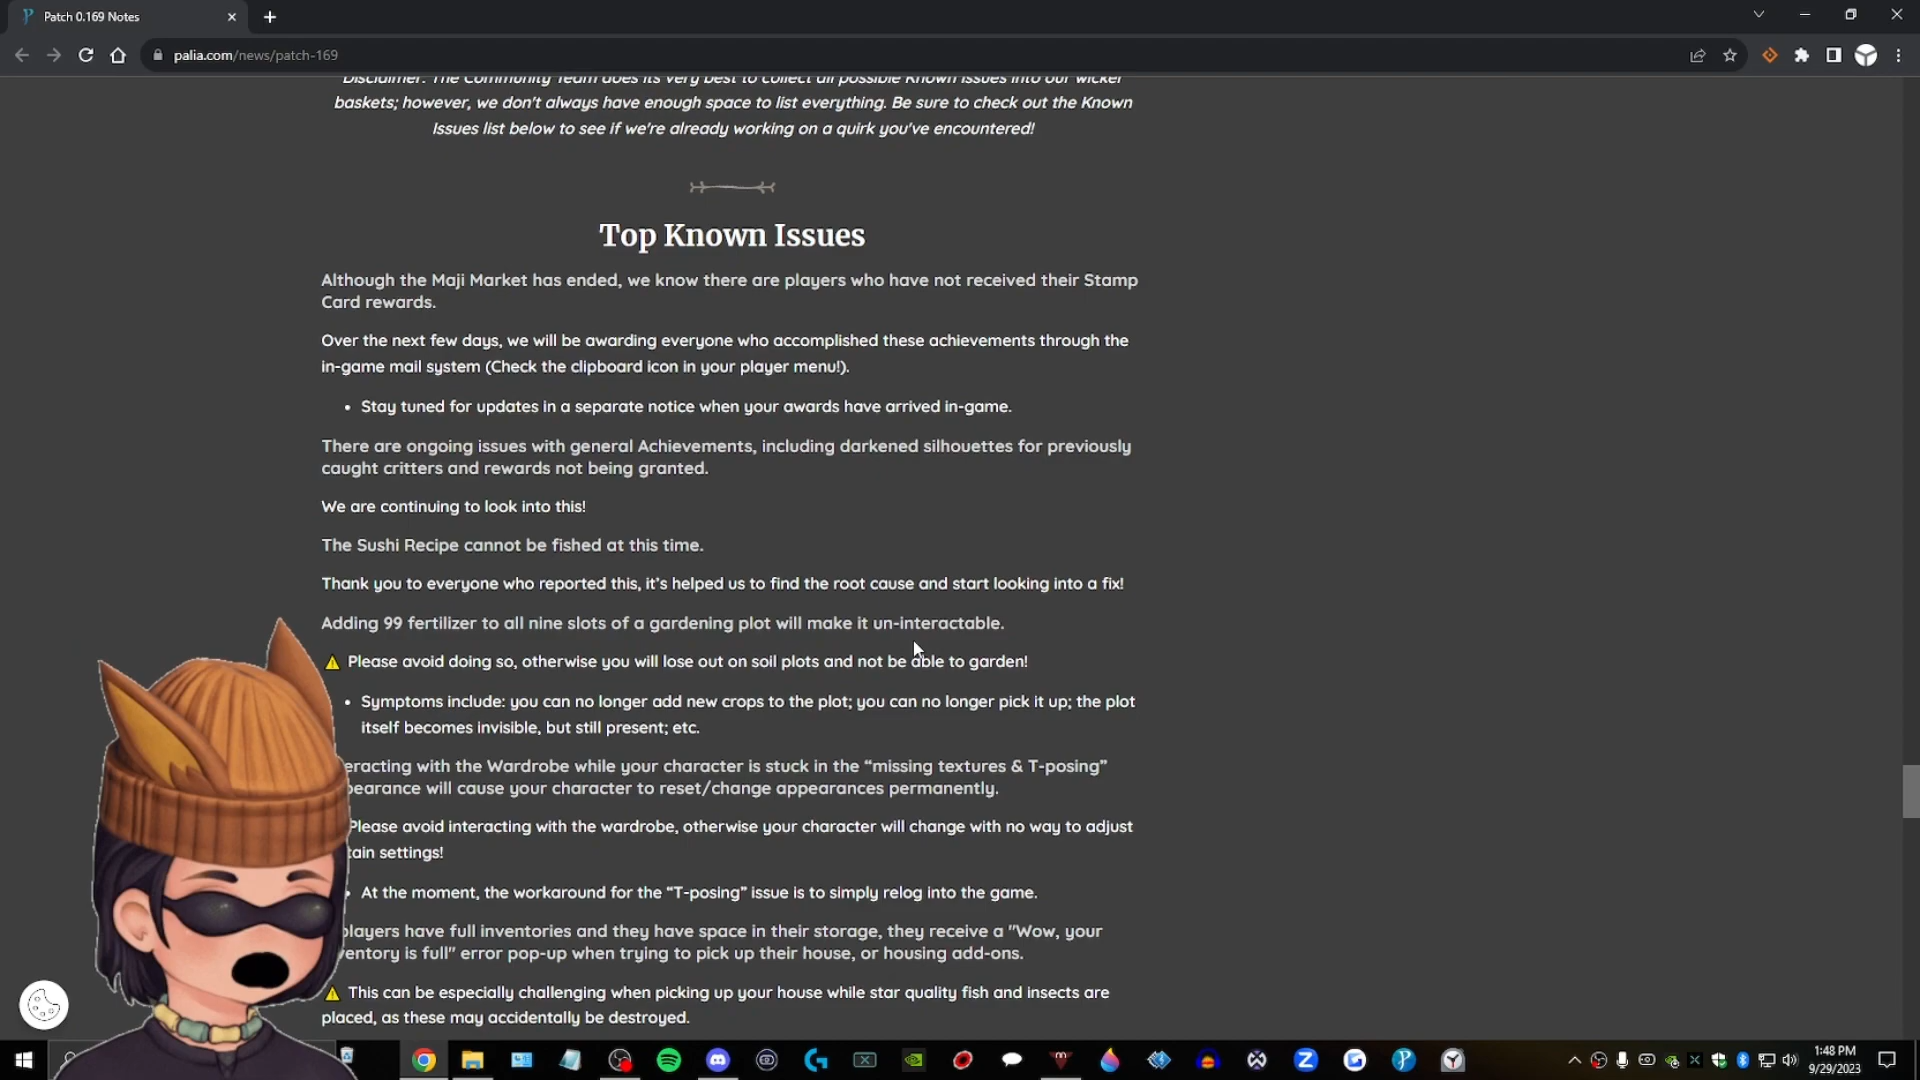 Patch 0.169 Notes
palia.com/news/patch-169
Disclaimer: The Community Team does its very best to collect all possible Known Issues into our wicker
baskets; however, we don't always have enough space to list everything. Be sure to check out the Known
Issues list below to see if we're already working on a quirk you've encountered!
Top Known Issues
Although the Maji Market has ended, we know there are players who have not received their Stamp
Card rewards.
Over the next few days, we will be awarding everyone who accomplished these achievements through the
in-game mail system (Check the clipboard icon in your player menu!).
• Stay tuned for updates in a separate notice when your awards have arrived in-game.
There are ongoing issues with general Achievements, including darkened silhouettes for previously
caught critters and rewards not being granted.
We are continuing to look into this!
The Sushi Recipe cannot be fished at this time.
Thank you to everyone who reported this, it's helped us to find the root cause and start looking into a fix!
Adding 99 fertilizer to all nine slots of a gardening plot will make it un-interactable.
⚠ Please avoid doing so, otherwise you will lose out on soil plots and not be able to garden!
• Symptoms include: you can no longer add new crops to the plot; you can no longer pick it up; the plot
itself becomes invisible, but still present; etc.
eracting with the Wardrobe while your character is stuck in the “missing textures & T-posing”
pearance will cause your character to reset/change appearances permanently.
Please avoid interacting with the wardrobe, otherwise your character will change with no way to adjust
tain settings!
• At the moment, the workaround for the “T-posing” issue is to simply relog into the game.
players have full inventories and they have space in their storage, they receive a "Wow, your
ventory is full" error pop-up when trying to pick up their house, or housing add-ons.
⚠ This can be especially challenging when picking up your house while star quality fish and insects are
placed, as these may accidentally be destroyed.
1:48 PM
9/29/2023